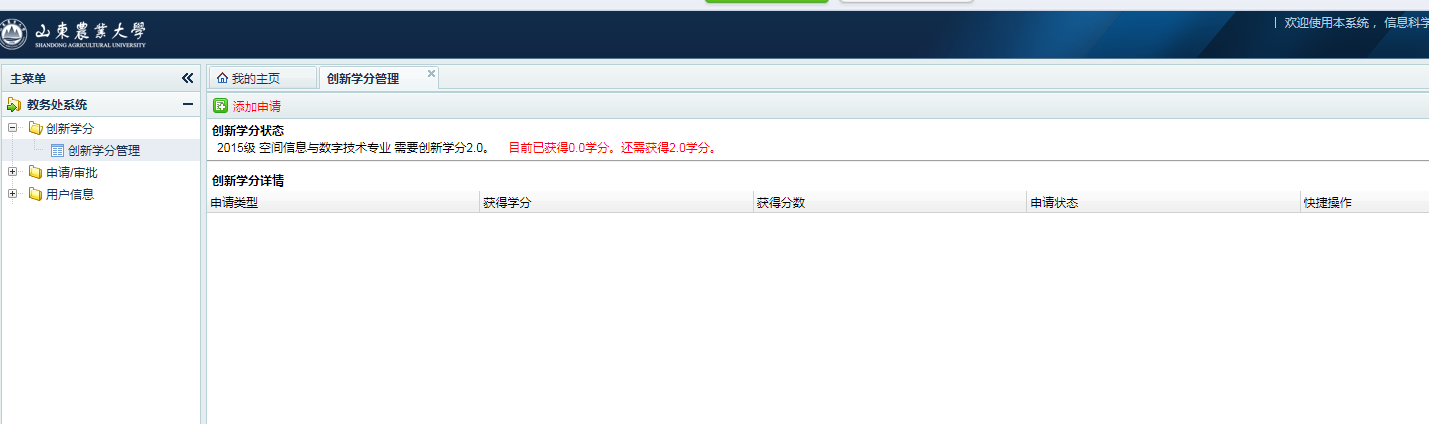 山東農業大學
SHANDONG AGRICULTURAL UNIVERSITY
| 欢迎使用本系统， 信息科学
主菜单
我的主页
创新学分管理
教务处系统
添加申请
创新学分
创新学分管理
申请/审批
用户信息
创新学分状态
2015级 空间信息与数字技术专业 需要创新学分2.0。 目前已获得0.0学分。还需获得2.0学分。
创新学分详情
申请类型 获得学分 获得分数 申请状态 快捷操作